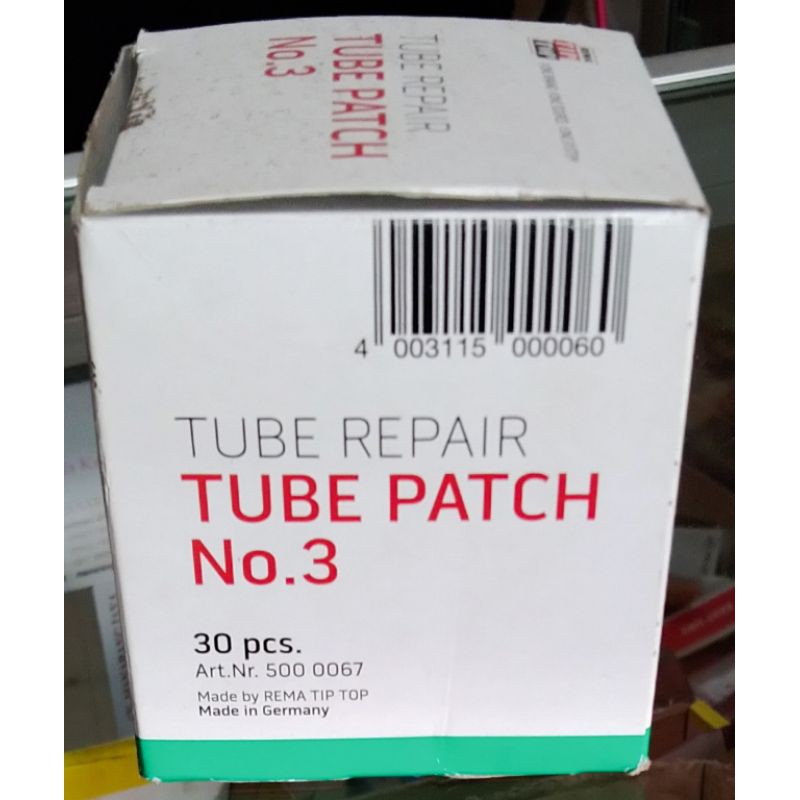 TUBE REPAIR
TUBE PATCH
No.3
4 003115 000060
TUBE REPAIR
TUBE PATCH
No.3
30 pcs.
Art.Nr. 500 0067
Made by REMA TIP TOP
Made in Germany